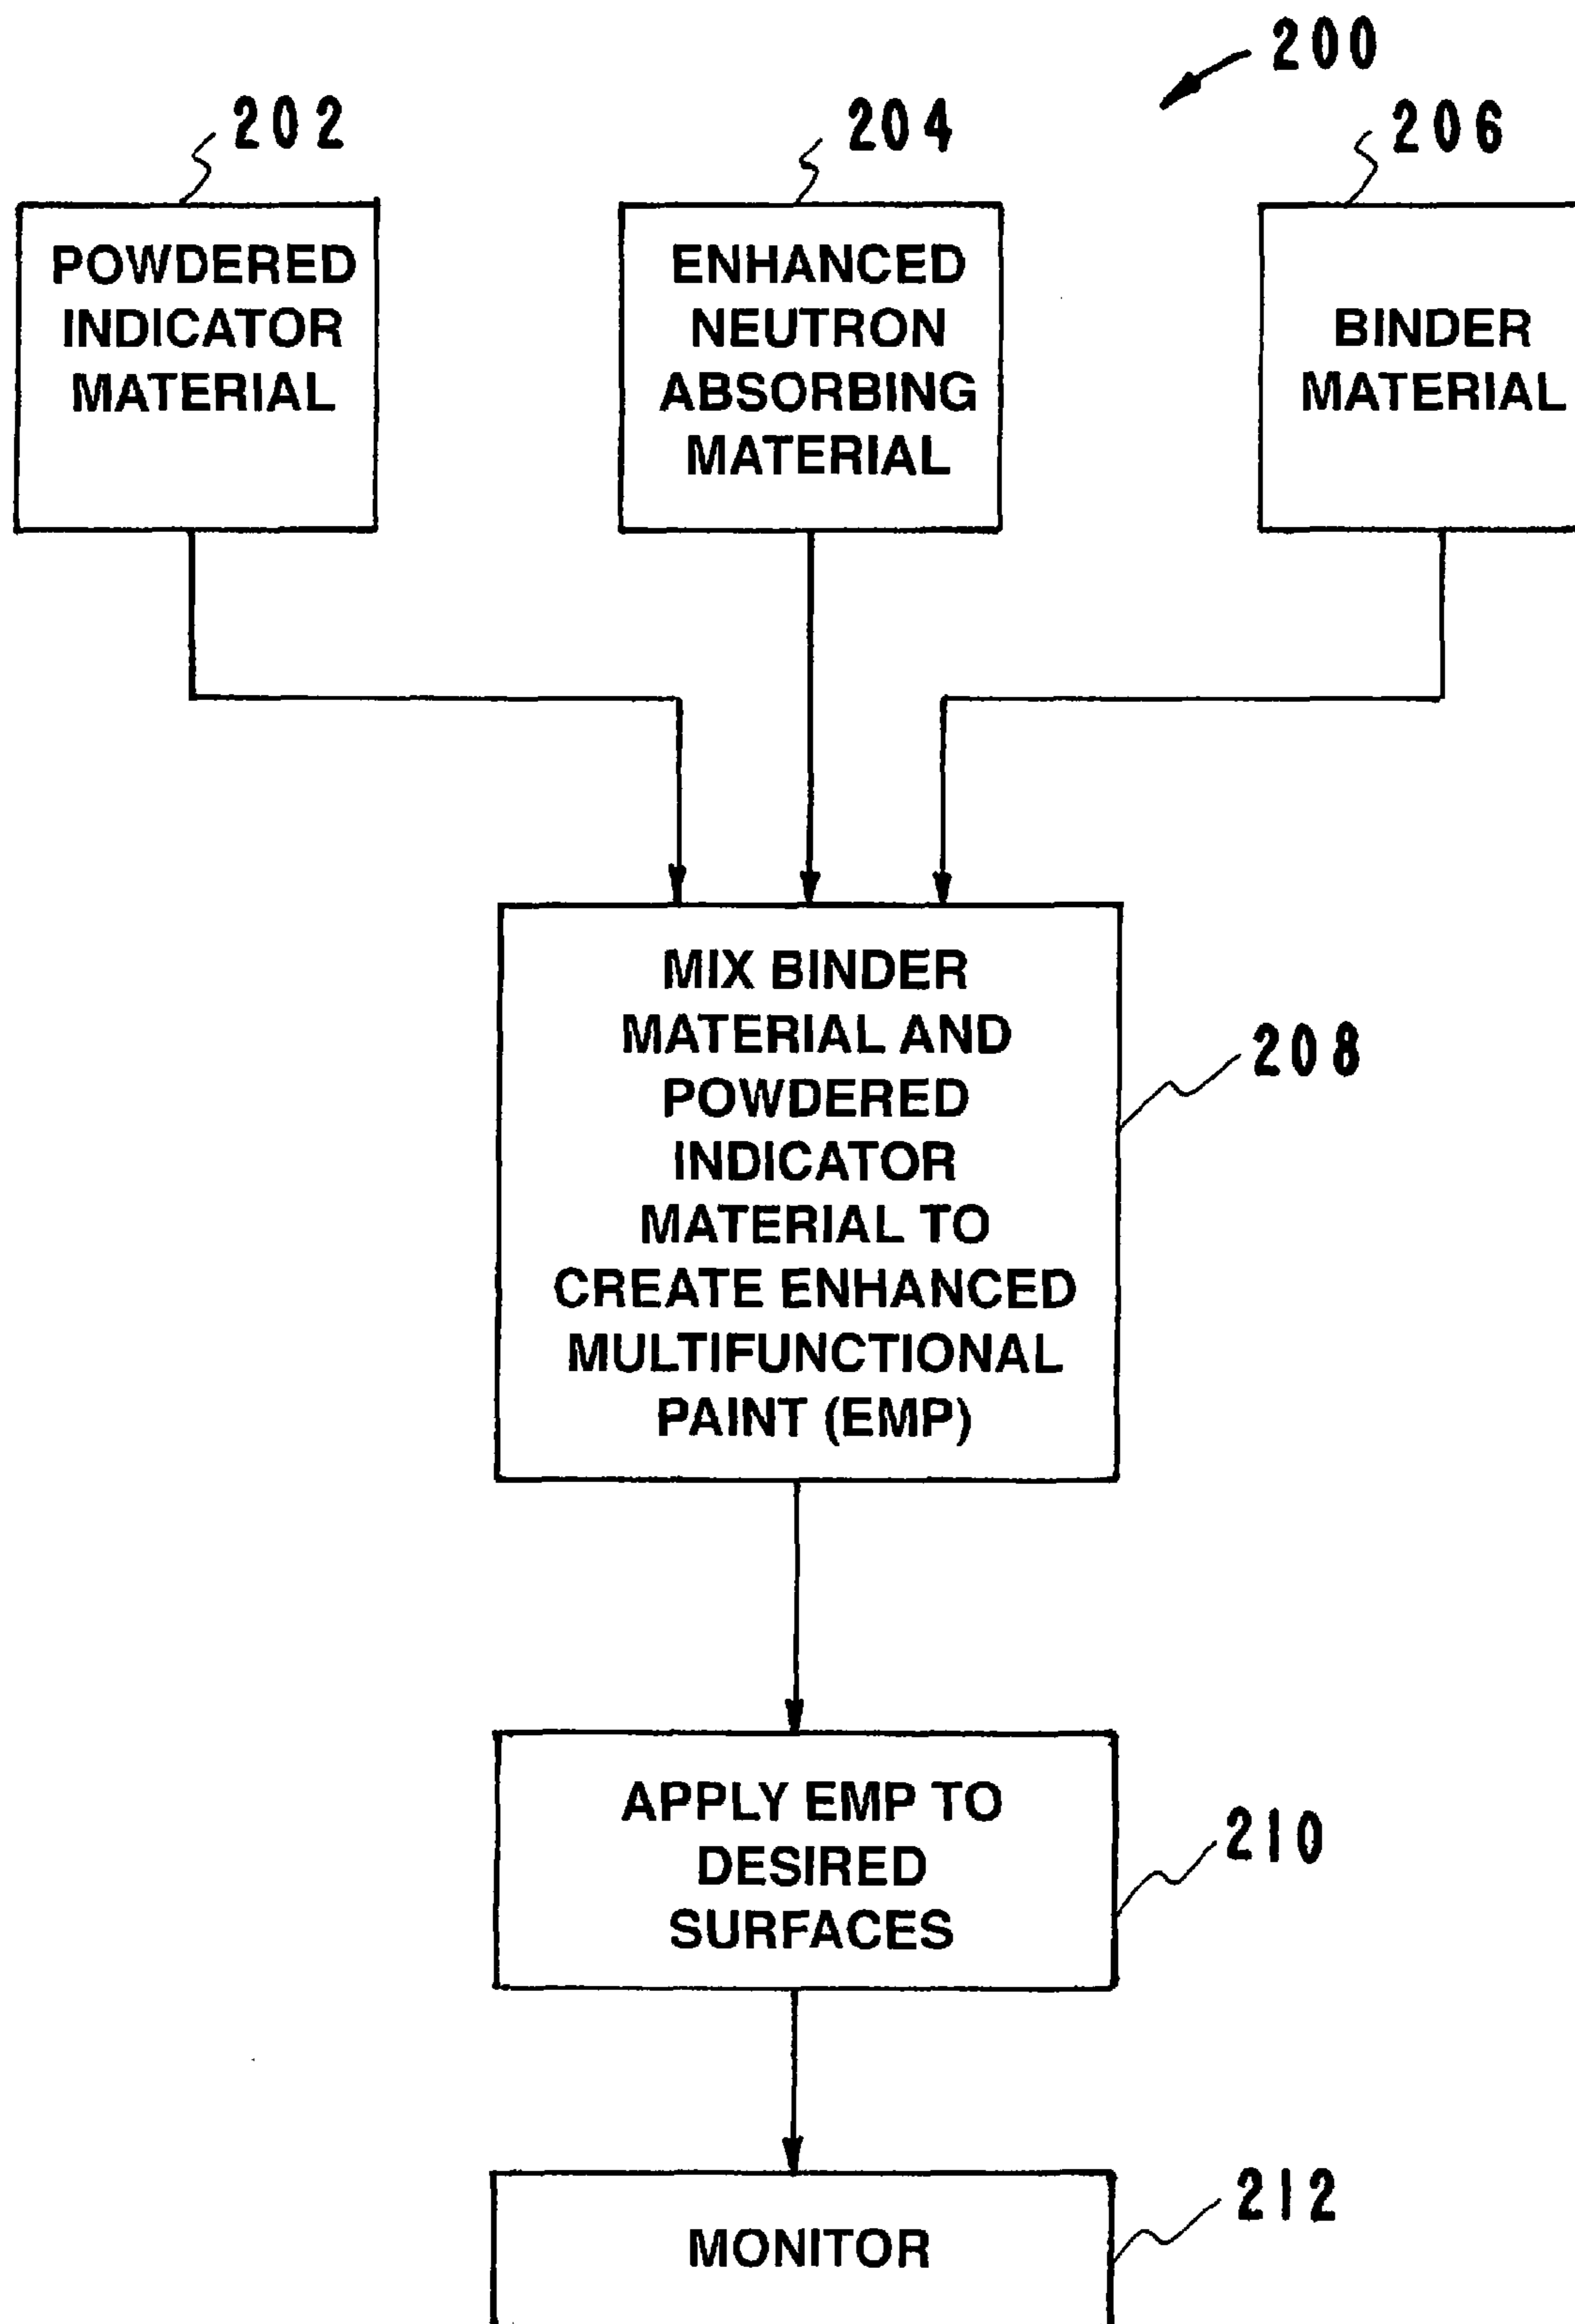 200
202
204
206
POWDERED
INDICATOR
MATERIAL
ENHANCED
NEUTRON
ABSORBING
MATERIAL
BINDER
MATERIAL
MIX BINDER
MATERIAL AND
POWDERED
INDICATOR
MATERIAL TO
CREATE ENHANCED
MULTIFUNCTIONAL
PAINT (EMP)
208
APPLY EMP TO
DESIRED
SURFACES
210
MONITOR
212